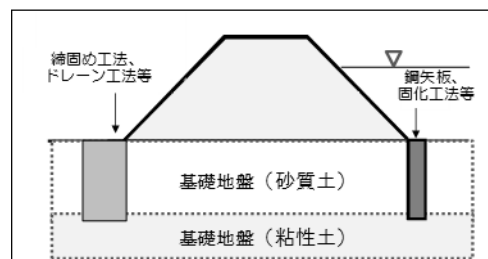 締固め工法、
ドレーン工法等
鋼矢板、
固化工法等
基礎地盤（砂質土）
基礎地盤（粘性土）